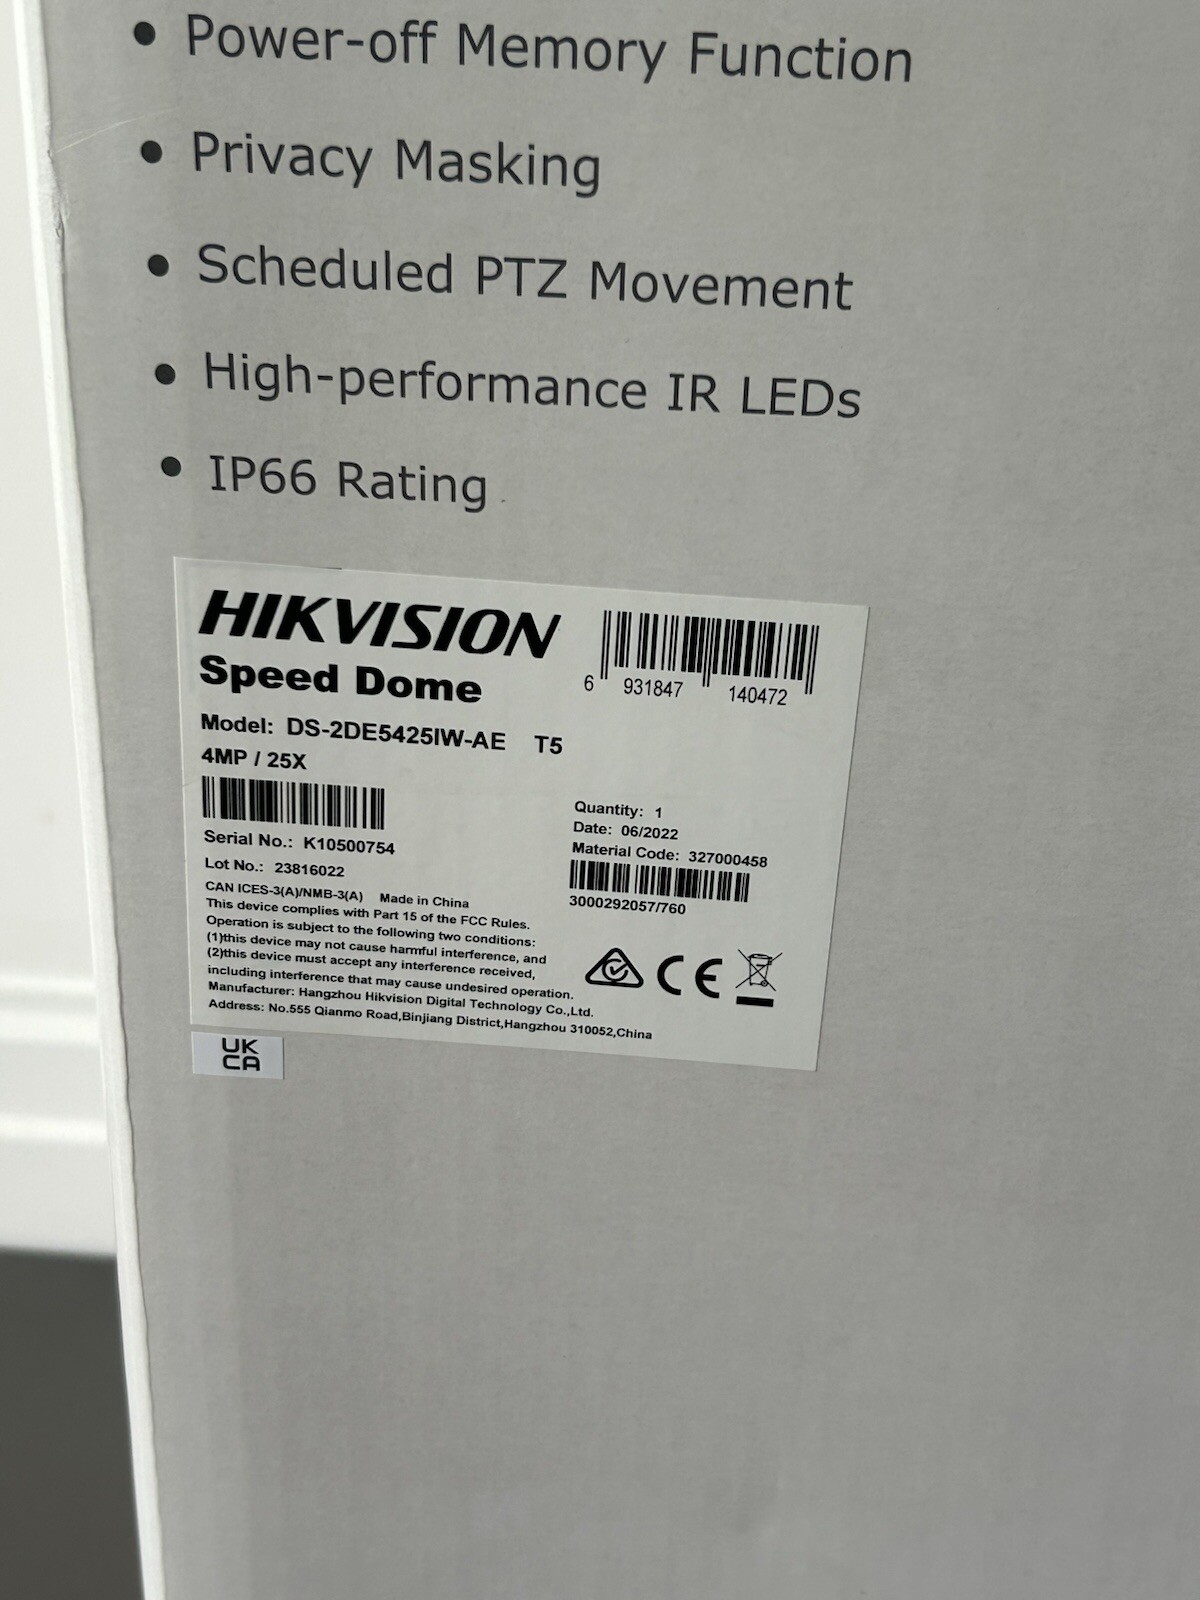 • Power-off Memory Function
• Privacy Masking
• Scheduled PTZ Movement
• High-performance IR LEDs
• IP66 Rating
HIKVISION
Speed Dome
6 931847 140472
Model: DS-2DE5425IW-AE T5
4MP / 25X
Serial No.: K10500754
Lot No.: 23816022
Quantity: 1
Date: 06/2022
Material Code: 327000458
3000292057/760
CAN ICES-3(A)/NMB-3(A) Made in China
This device complies with Part 15 of the FCC Rules.
Operation is subject to the following two conditions:
(1)this device may not cause harmful interference, and
(2)this device must accept any interference received,
including interference that may cause undesired operation.
Manufacturer: Hangzhou Hikvision Digital Technology Co.,Ltd.
Address: No.555 Qianmo Road,Binjiang District,Hangzhou 310052,China
CE
UK
CA